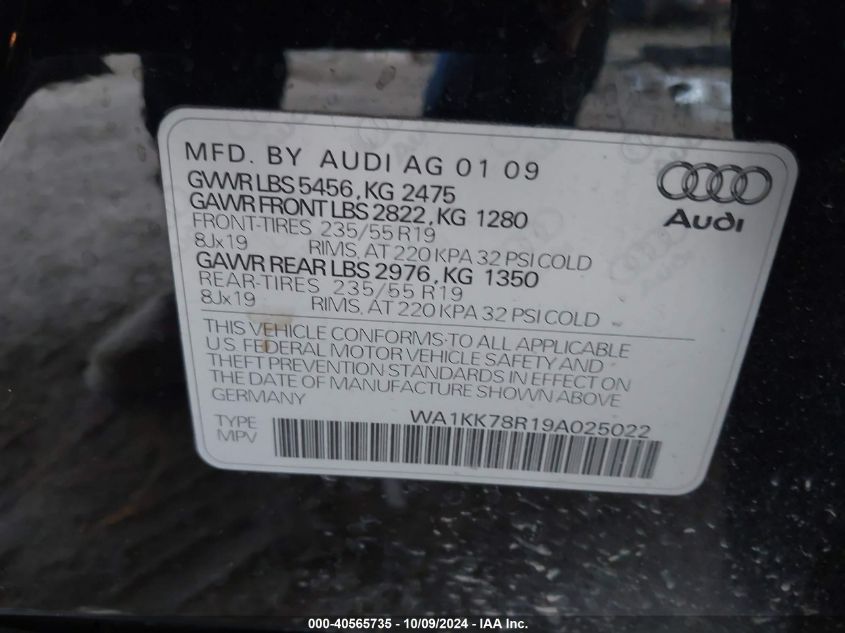 MFD. BY AUDI AG 01 09
GVWR LBS 5456, KG 2475
GAWR FRONT LBS 2822, KG 1280
FRONT-TIRES 235/55 R19
8Jx19 RIMS, AT 220 KPA 32 PSI COLD
GAWR REAR LBS 2976, KG 1350
REAR-TIRES 235/55 R19
8Jx19 RIMS, AT 220 KPA 32 PSI COLD
Audi
THIS VEHICLE CONFORMS TO ALL APPLICABLE
U.S. FEDERAL MOTOR VEHICLE SAFETY AND
THEFT PREVENTION STANDARDS IN EFFECT ON
THE DATE OF MANUFACTURE SHOWN ABOVE
GERMANY
WA1KK78R19A025022
TYPE
MPV
000-40565735 - 10/09/2024 - IAA Inc.